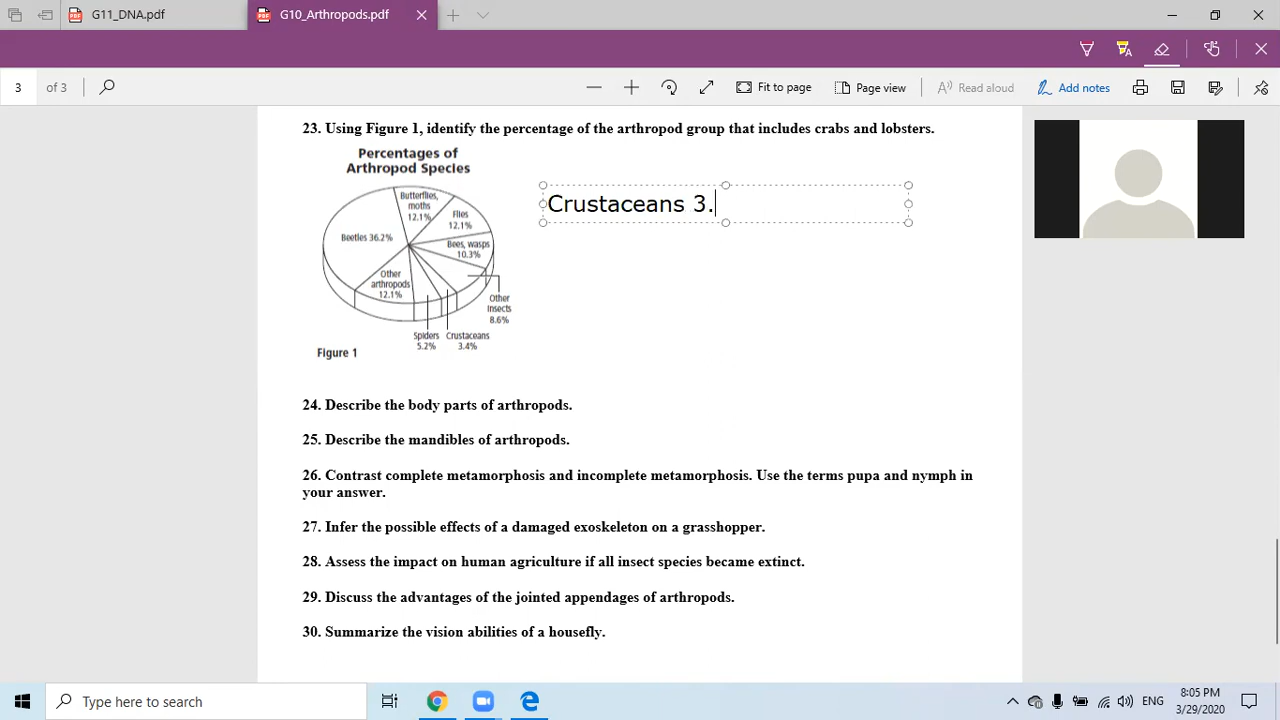 G11_DNA.pdf
G10_Arthropods.pdf
3 of 3
Fit to page
Page view
Read aloud
Add notes
23. Using Figure 1, identify the percentage of the arthropod group that includes crabs and lobsters.
Percentages of
Arthropod Species
Butterflies,
moths
12.1%
Flies
12.1%
Beetles 36.2%
Bees, wasps
10.3%
Other
arthropods
12.1%
Other
insects
8.6%
Spiders
5.2%
Crustaceans
3.4%
Figure 1
Crustaceans 3.
24. Describe the body parts of arthropods.
25. Describe the mandibles of arthropods.
26. Contrast complete metamorphosis and incomplete metamorphosis. Use the terms pupa and nymph in
your answer.
27. Infer the possible effects of a damaged exoskeleton on a grasshopper.
28. Assess the impact on human agriculture if all insect species became extinct.
29. Discuss the advantages of the jointed appendages of arthropods.
30. Summarize the vision abilities of a housefly.
Type here to search
ENG
8:05 PM
3/29/2020